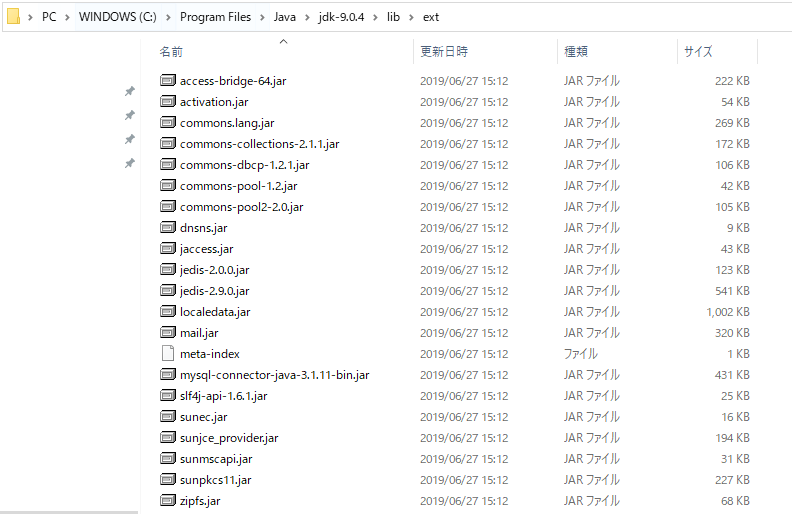 PC > WINDOWS (C:) > Program Files > Java > jdk-9.0.4 > lib > ext
名前 更新日時 種類 サイズ
access-bridge-64.jar 2019/06/27 15:12 JAR ファイル 222 KB
activation.jar 2019/06/27 15:12 JAR ファイル 54 KB
commons.lang.jar 2019/06/27 15:12 JAR ファイル 269 KB
commons-collections-2.1.1.jar 2019/06/27 15:12 JAR ファイル 172 KB
commons-dbcp-1.2.1.jar 2019/06/27 15:12 JAR ファイル 106 KB
commons-pool-1.2.jar 2019/06/27 15:12 JAR ファイル 42 KB
commons-pool2-2.0.jar 2019/06/27 15:12 JAR ファイル 105 KB
dnsns.jar 2019/06/27 15:12 JAR ファイル 9 KB
jaccess.jar 2019/06/27 15:12 JAR ファイル 43 KB
jedis-2.0.0.jar 2019/06/27 15:12 JAR ファイル 123 KB
jedis-2.9.0.jar 2019/06/27 15:12 JAR ファイル 541 KB
localedata.jar 2019/06/27 15:12 JAR ファイル 1,002 KB
mail.jar 2019/06/27 15:12 JAR ファイル 320 KB
meta-index 2019/06/27 15:12 ファイル 1 KB
mysql-connector-java-3.1.11-bin.jar 2019/06/27 15:12 JAR ファイル 431 KB
slf4j-api-1.6.1.jar 2019/06/27 15:12 JAR ファイル 25 KB
sunec.jar 2019/06/27 15:12 JAR ファイル 16 KB
sunjce_provider.jar 2019/06/27 15:12 JAR ファイル 194 KB
sunmscapi.jar 2019/06/27 15:12 JAR ファイル 31 KB
sunpkcs11.jar 2019/06/27 15:12 JAR ファイル 227 KB
zipfs.jar 2019/06/27 15:12 JAR ファイル 68 KB